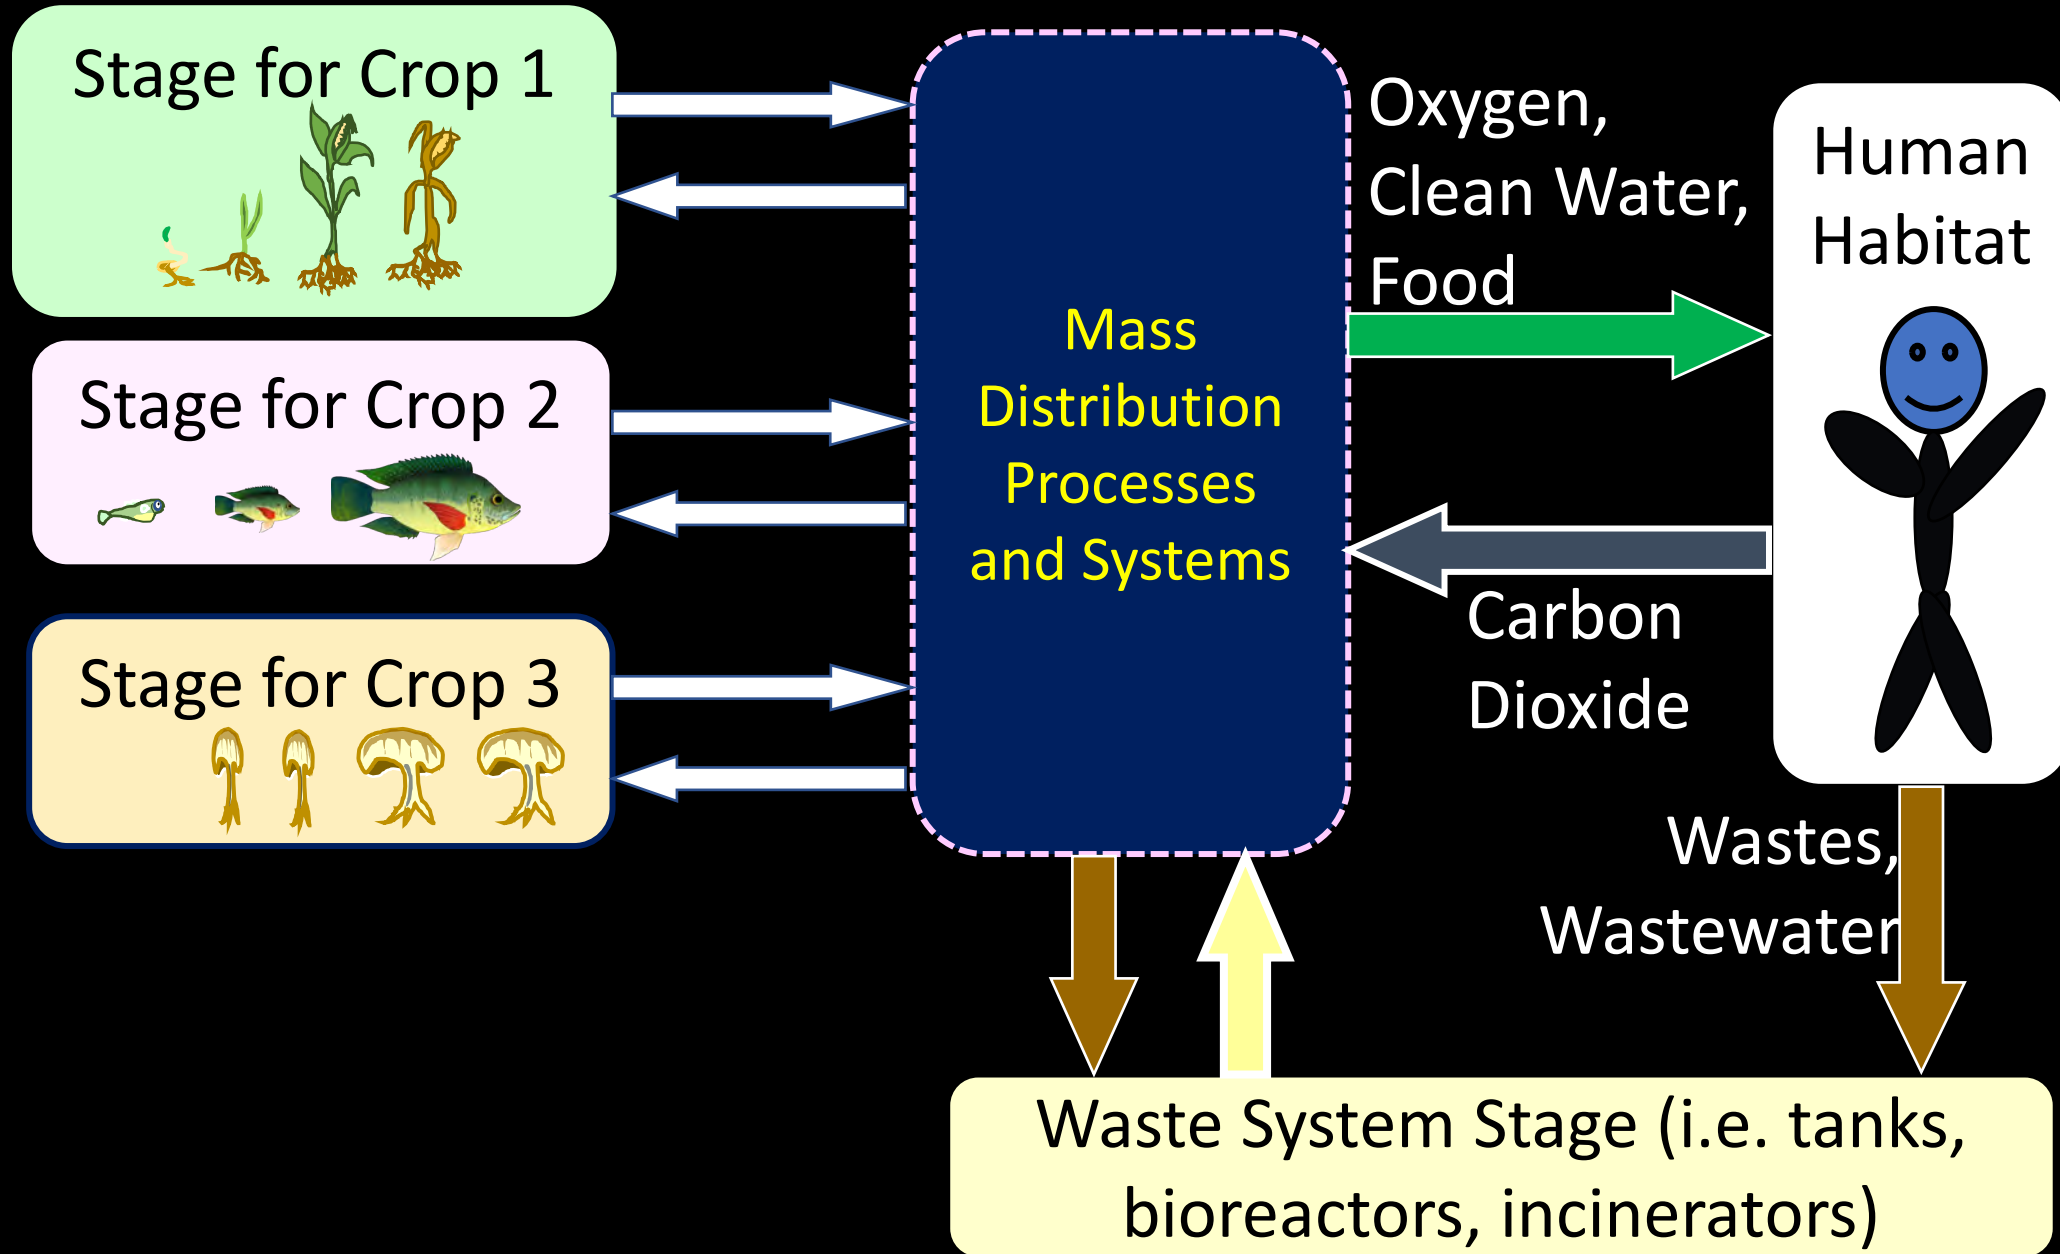 Stage for Crop 1
Stage for Crop 2
Stage for Crop 3
Mass
Distribution
Processes
and Systems
Oxygen,
Clean Water,
Food
Human
Habitat
Carbon
Dioxide
Wastes,
Wastewater
Waste System Stage (i.e. tanks,
bioreactors, incinerators)